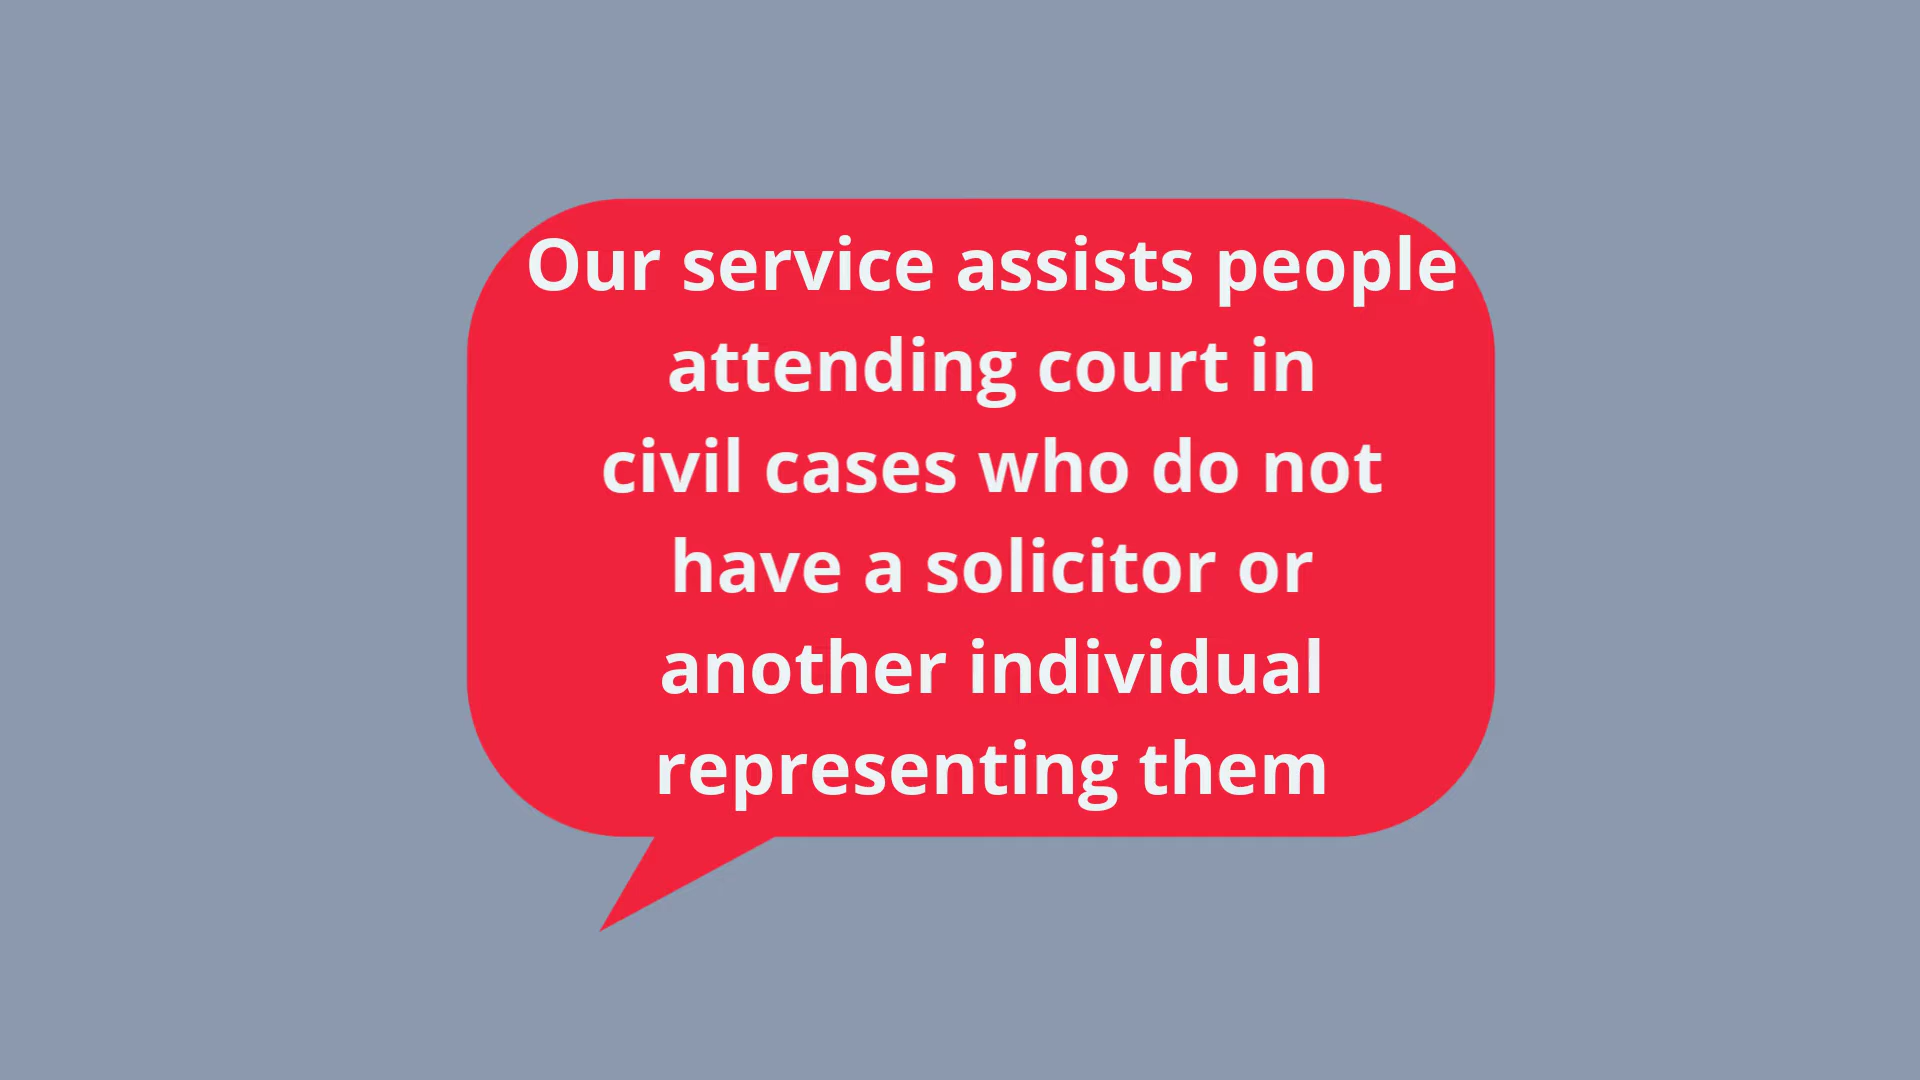 Our service assists people
attending court in
civil cases who do not
have a solicitor or
another individual
representing them